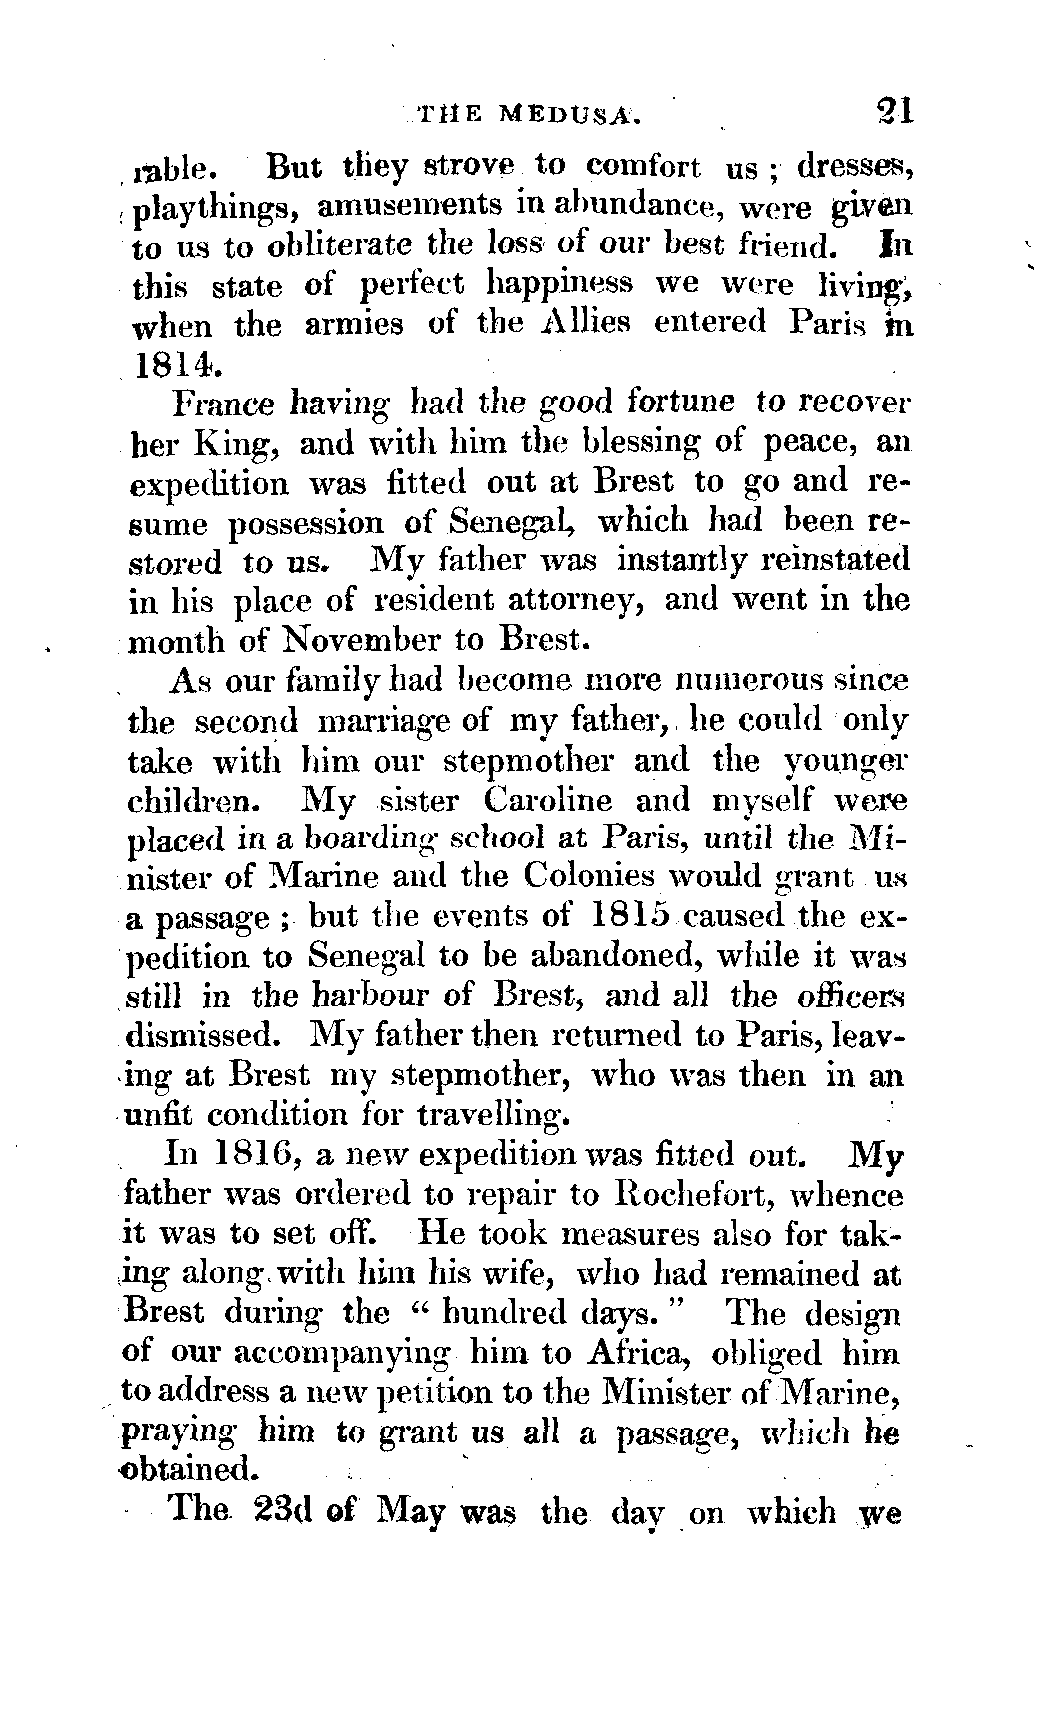 THE MEDUSA. 21
rable. But they strove to comfort us ; dresses,
playthings, amusements in abundance, were given
to us to obliterate the loss of our best friend. In
this state of perfect happiness we were living,
when the armies of the Allies entered Paris in
1814.
France having had the good fortune to recover
her King, and with him the blessing of peace, an
expedition was fitted out at Brest to go and re-
sume possession of Senegal, which had been re-
stored to us. My father was instantly reinstated
in his place of resident attorney, and went in the
month of November to Brest.
As our family had become more numerous since
the second marriage of my father, he could only
take with him our stepmother and the younger
children. My sister Caroline and myself were
placed in a boarding school at Paris, until the Mi-
nister of Marine and the Colonies would grant us
a passage ; but the events of 1815 caused the ex-
pedition to Senegal to be abandoned, while it was
still in the harbour of Brest, and all the officers
dismissed. My father then returned to Paris, leav-
ing at Brest my stepmother, who was then in an
unfit condition for travelling.
In 1816, a new expedition was fitted out. My
father was ordered to repair to Rochefort, whence
it was to set off. He took measures also for tak-
ing along with him his wife, who had remained at
Brest during the “ hundred days. ” The design
of our accompanying him to Africa, obliged him
to address a new petition to the Minister of Marine,
praying him to grant us all a passage, which he
obtained.
The 23d of May was the day on which we